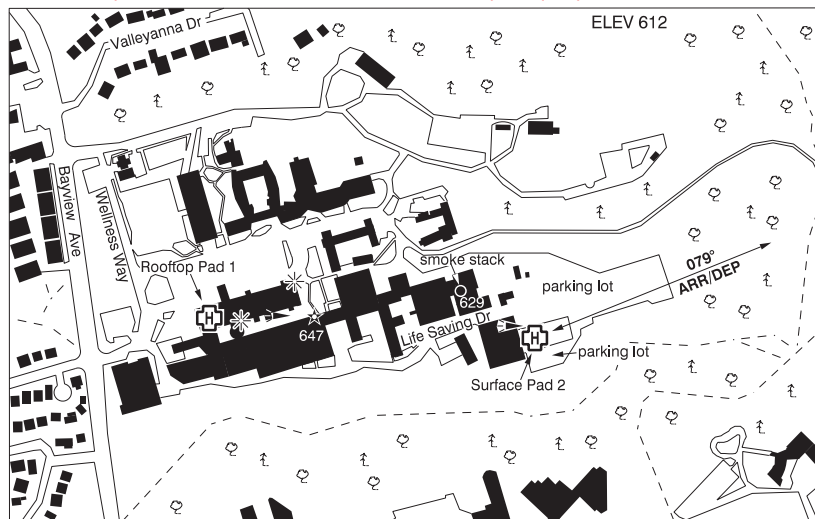 ELEV 612
Valleyanna Dr
Bayview Ave
Wellness Way
Rooftop Pad 1
smoke stack
079°
ARR/DEP
629
parking lot
H
647
Life Saving Dr
H
parking lot
Surface Pad 2